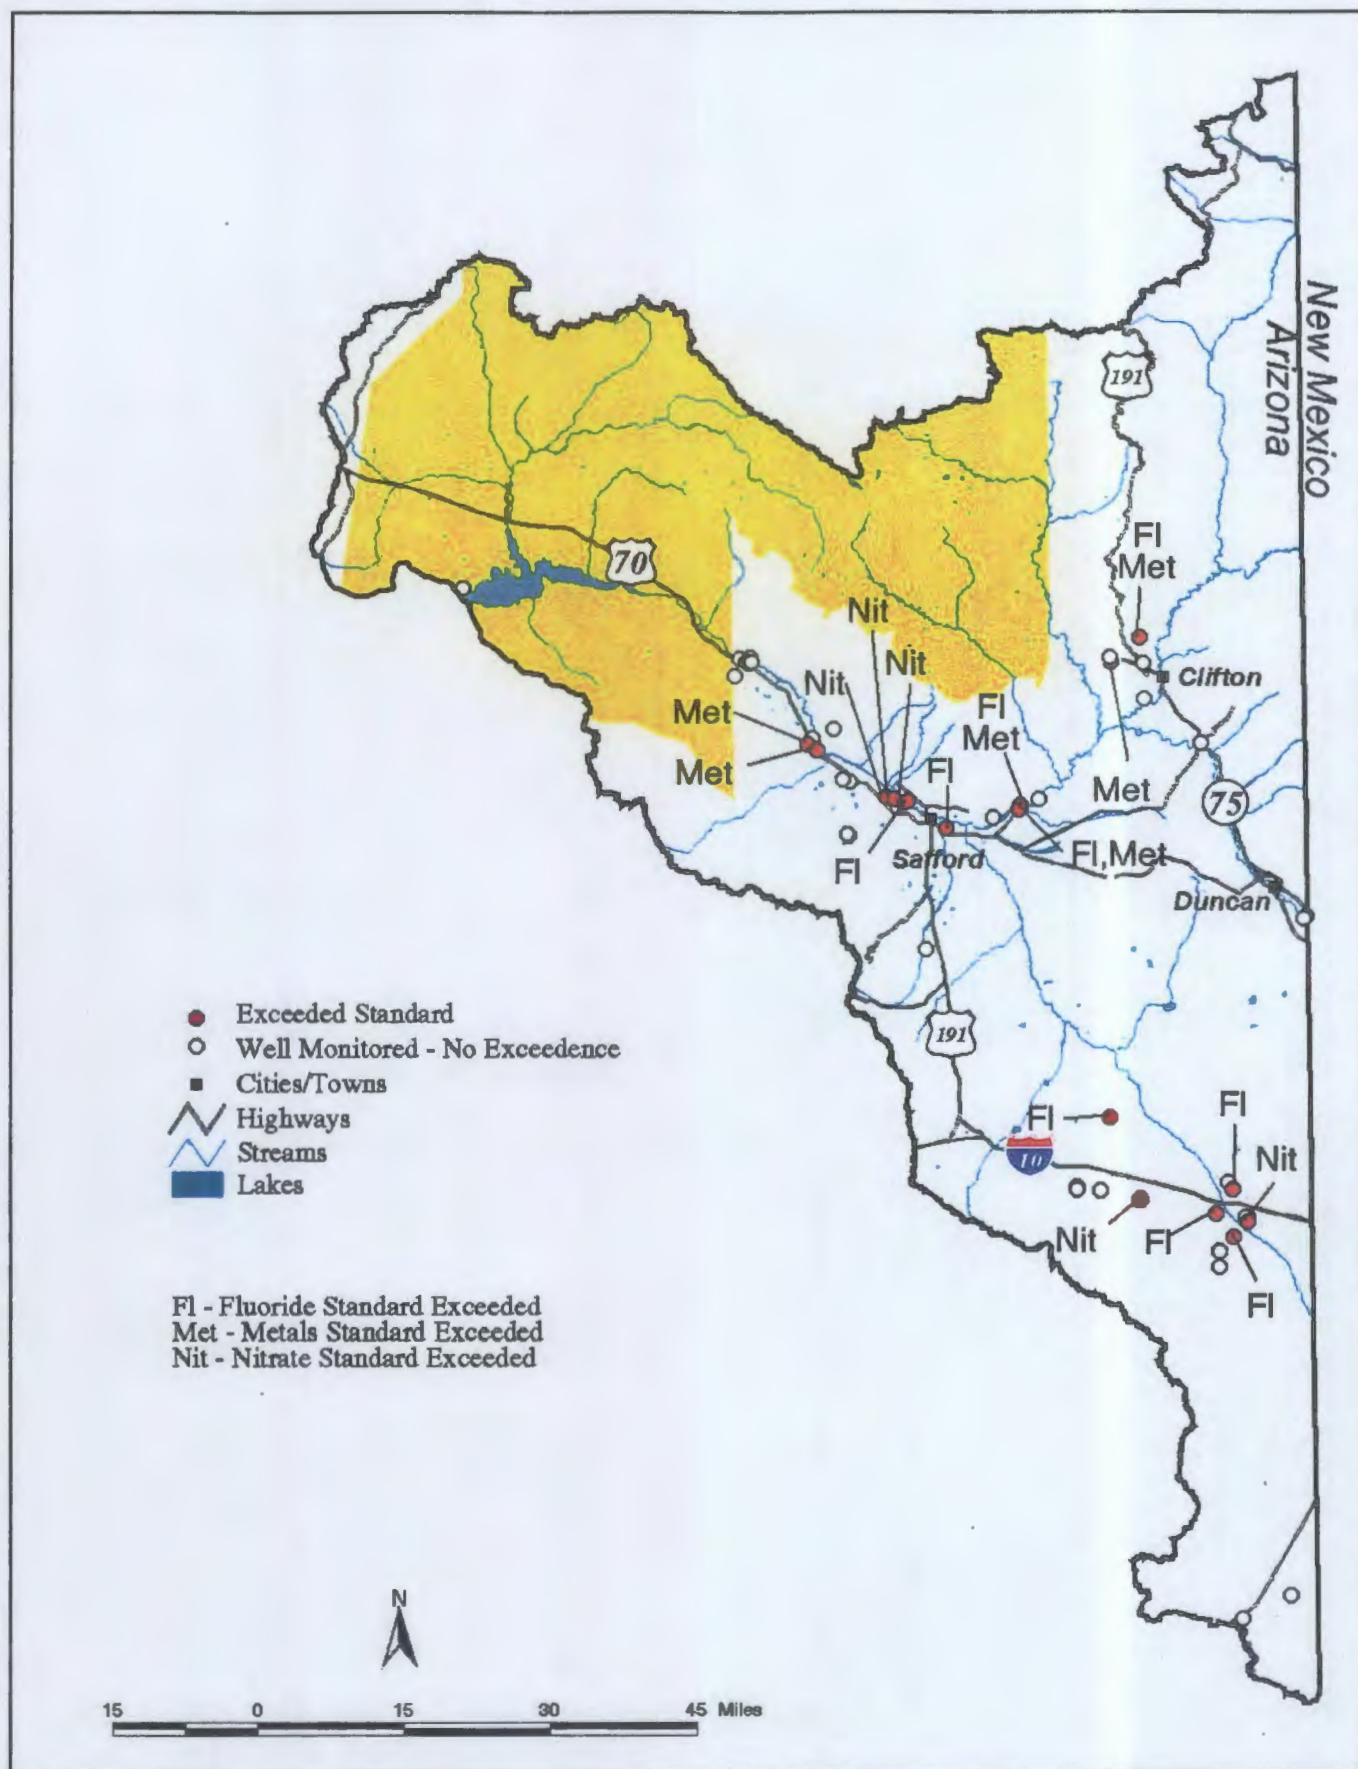 New Mexico
Arizona
191
Fl
Met
70
Nit
Nit
Nit
Clifton
Met
Fl
Met
Met
Fl
Met
75
Fl
Safford
Fl,Met
Duncan
Exceeded Standard
Well Monitored - No Exceedence
Cities/Towns
Highways
Streams
Lakes
191
Fl
Fl
10
Nit
Nit
Fl
Fl
Fl - Fluoride Standard Exceeded
Met - Metals Standard Exceeded
Nit - Nitrate Standard Exceeded
N
15 0 15 30 45 Miles